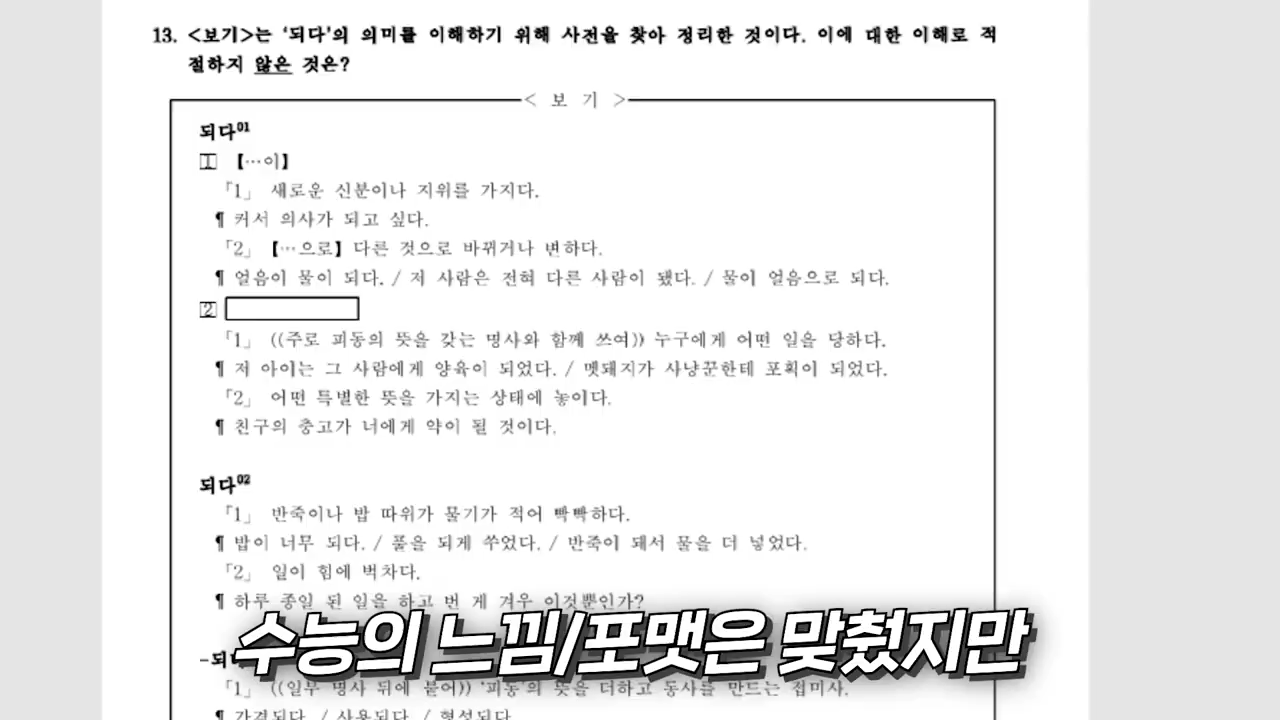 13. <보기>는 ‘되다’의 의미를 이해하기 위해 사전을 찾아 정리한 것이다. 이에 대한 이해로 적
절하지 않은 것은?
< 보 기 >
되다01
1 【…이】
「1」 새로운 신분이나 지위를 가지다.
¶ 커서 의사가 되고 싶다.
「2」 【…으로】 다른 것으로 바뀌거나 변하다.
¶ 얼음이 물이 되다. / 저 사람은 전혀 다른 사람이 됐다. / 물이 얼음으로 되다.
2
「1」 ((주로 피동의 뜻을 갖는 명사와 함께 쓰여)) 누구에게 어떤 일을 당하다.
¶ 저 아이는 그 사람에게 양육이 되었다. / 멧돼지가 사냥꾼한테 포획이 되었다.
「2」 어떤 특별한 뜻을 가지는 상태에 놓이다.
¶ 친구의 충고가 너에게 약이 될 것이다.
되다02
「1」 반죽이나 밥 따위가 물기가 적어 빡빡하다.
¶ 밥이 너무 되다. / 풀을 되게 쑤었다. / 반죽이 돼서 물을 더 넣었다.
「2」 일이 힘에 벅차다.
¶ 하루 종일 된 일을 하고 번 게 겨우 이것뿐인가?
수능의 느낌/포맷은 맞췄지만
-되
「1」 ((일부 명사 뒤에 붙어)) ‘피동’의 뜻을 더하고 동사를 만드는 접미사.
¶ 가결되다. / 사용되다. / 형성되다.